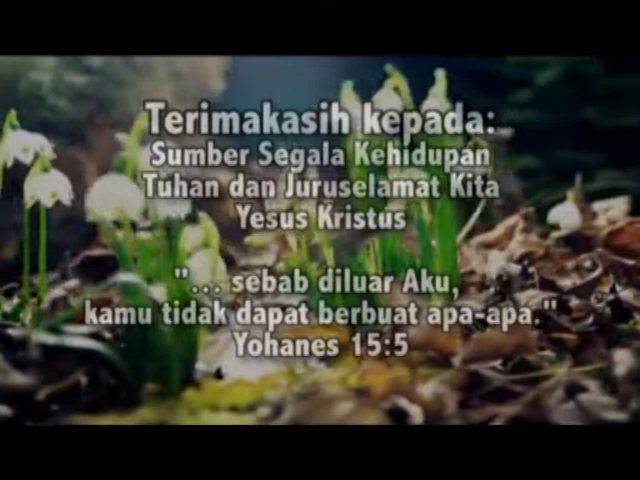 Terimakasih kepada:
Sumber Segala Kehidupan
Tuhan dan Juruselamat Kita
Yesus Kristus
"... sebab diluar Aku,
kamu tidak dapat berbuat apa-apa."
Yohanes 15:5